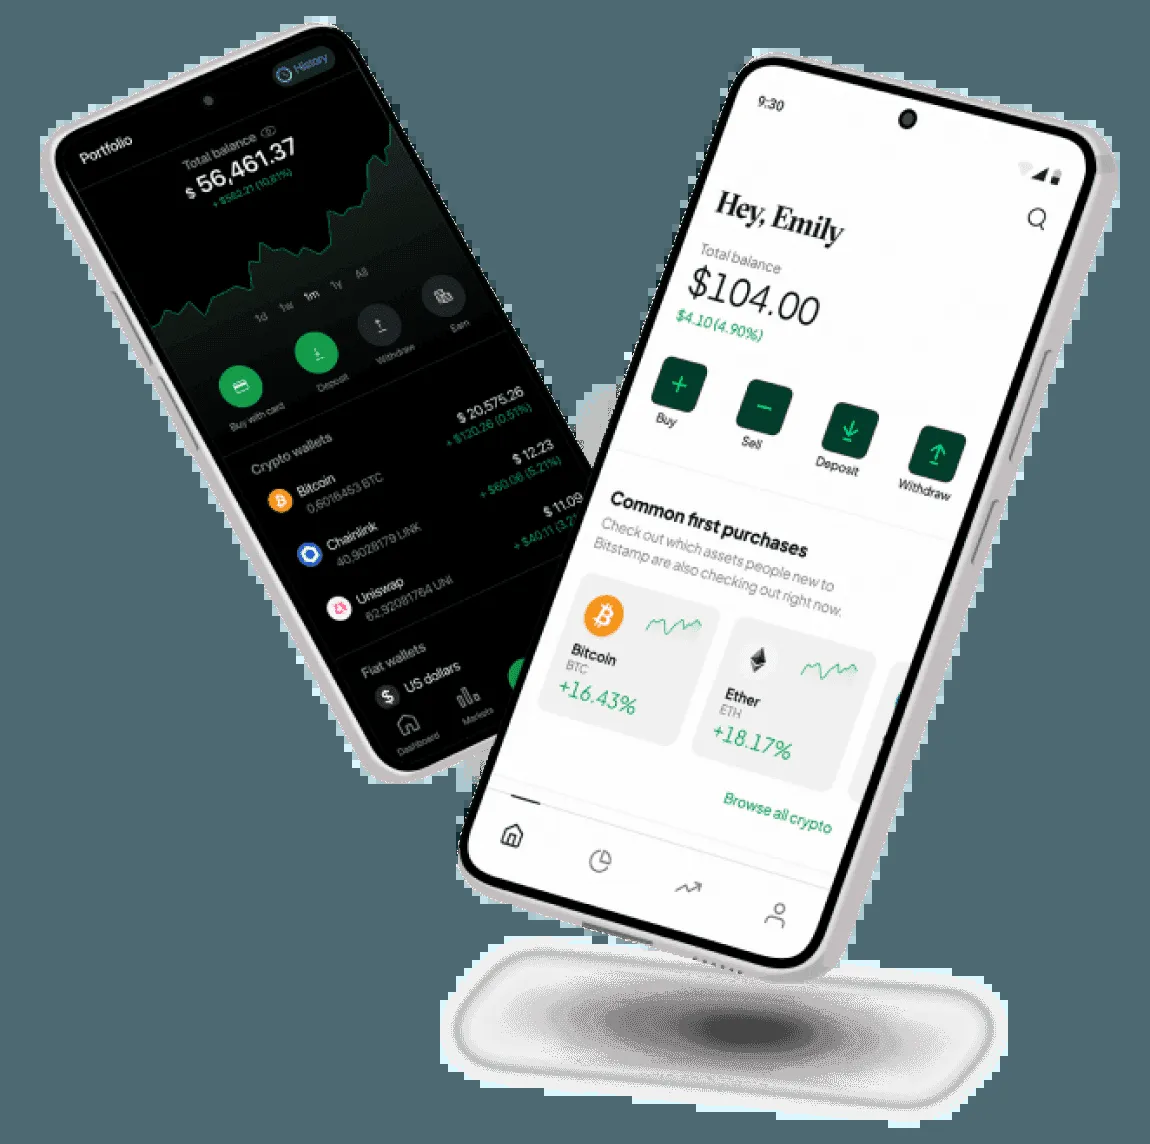 History
Portfolio
Total balance
$ 56,461.37
+ $562.21 (10.81%)
1d 1w 1m 1y All
Buy with card
Deposit
Withdraw
Earn
Crypto wallets
$ 20,575.26
+ $120.26 (0.51%)
Bitcoin
0,6018453 BTC
$ 12.23
+ $60.06 (5.21%)
Chainlink
40,9028179 LINK
$ 11.09
+ $40.11 (3.2
Uniswap
62,92081764 UNI
Fiat wallets
$ US dollars
Dashboard
Markets
9:30
Hey, Emily
Total balance
$104.00
$4.10 (4.90%)
Buy
Sell
Deposit
Withdraw
Common first purchases
Check out which assets people new to
Bitstamp are also checking out right now.
Bitcoin
BTC
+16.43%
Ether
ETH
+18.17%
Browse all crypto